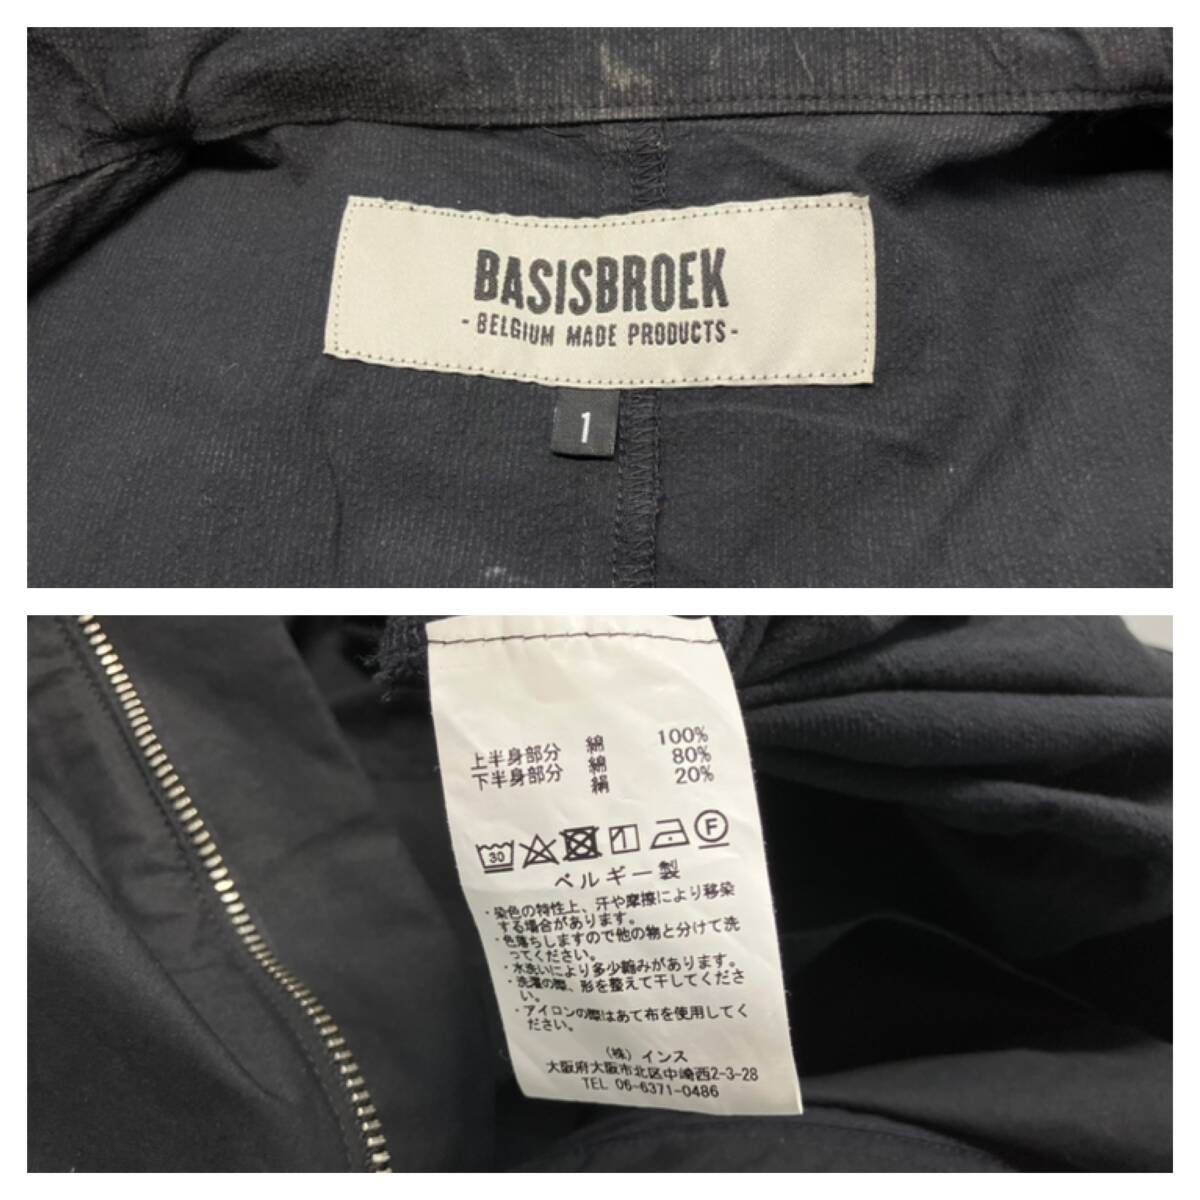 BASISBROEK
- BELGIUM MADE PRODUCTS -
1
上半身部分 綿 100%
下半身部分 綿 80%
絹 20%
30
F
ベルギー製
・染色の特性上、汗や摩擦により移染
する場合があります。
・色落ちしますので他の物と分けて洗
ってください。
・水洗いにより多少縮みがあります。
・洗濯の際、形を整えて干してくださ
い。
・アイロンの際はあて布を使用してく
ださい。
(株)インス
大阪府大阪市北区中崎西2-3-28
TEL 06-6371-0486